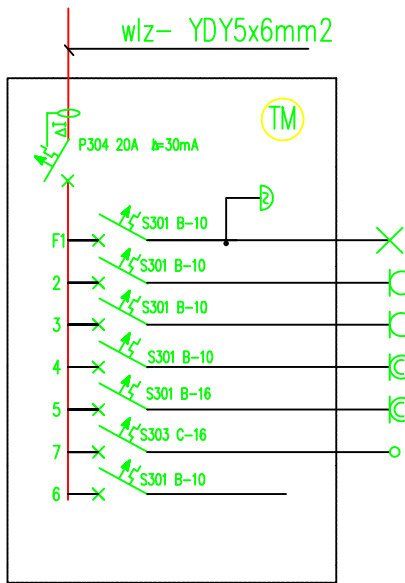 wlz- YDY5x6mm2
TM
ΔI
P304 20A Δ=30mA
S301 B-10
F1
S301 B-10
2
S301 B-10
3
S301 B-10
4
S301 B-16
5
S303 C-16
7
S301 B-10
6